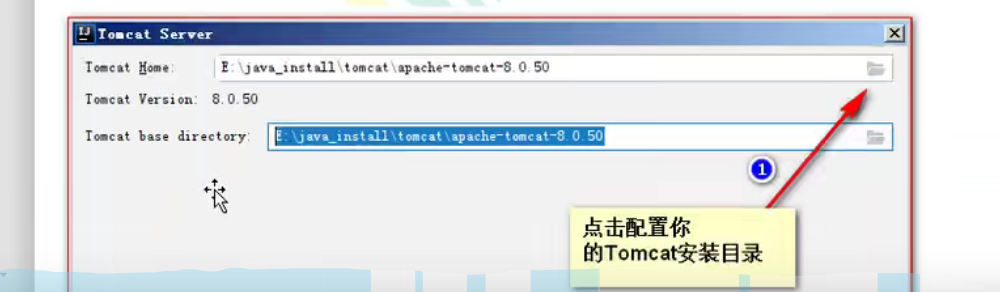 IJ Tomcat Server
Tomcat Home: E:\java_install\tomcat\apache-tomcat-8.0.50
Tomcat Version: 8.0.50
Tomcat base directory: E:\java_install\tomcat\apache-tomcat-8.0.50
1
点击配置你
的Tomcat安装目录